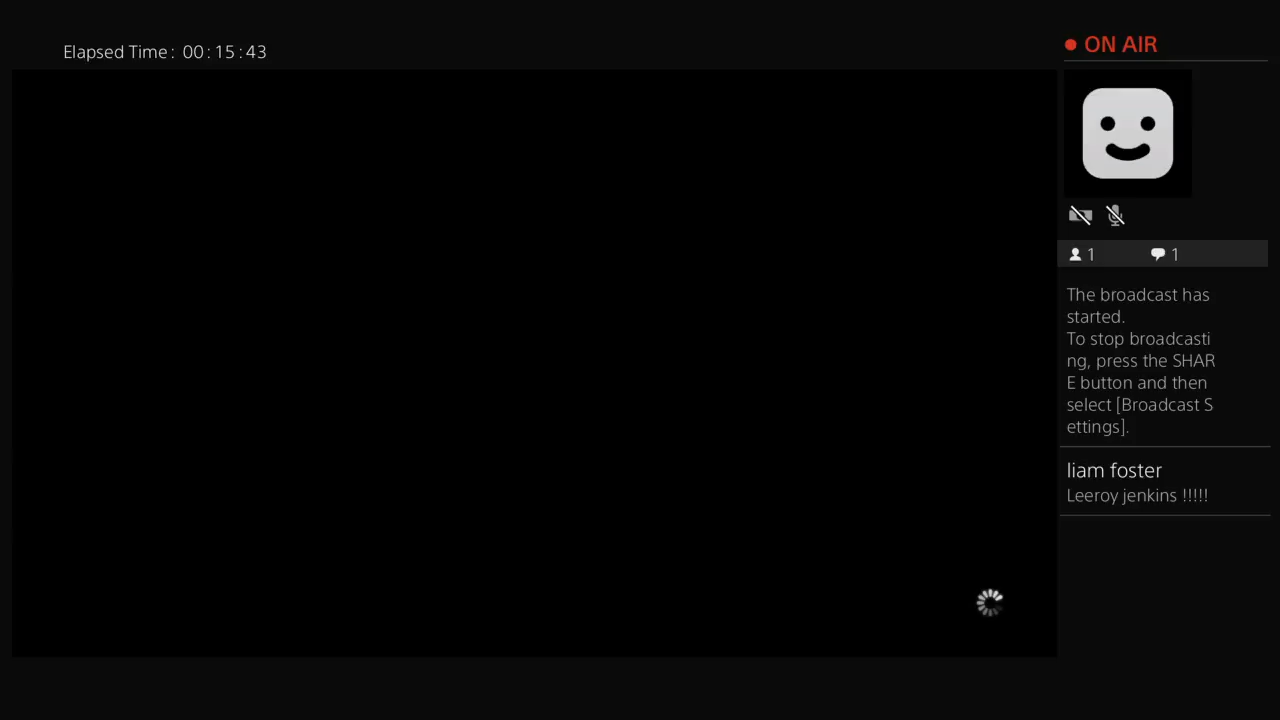 Elapsed Time: 00:15:43
ON AIR
1 1
The broadcast has
started.
To stop broadcasti
ng, press the SHAR
E button and then
select [Broadcast S
ettings].
liam foster
Leeroy jenkins !!!!!